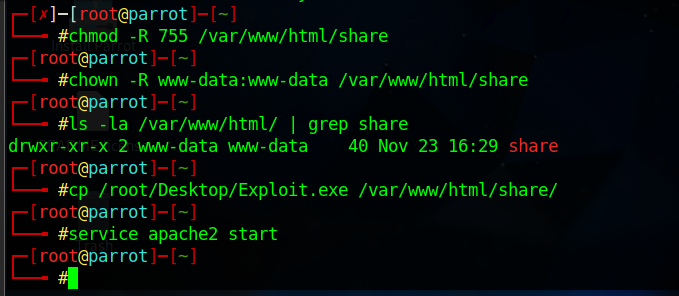 ┌─[✗]─[root@parrot]─[~]
└──╼ #chmod -R 755 /var/www/html/share
┌─[root@parrot]─[~]
└──╼ #chown -R www-data:www-data /var/www/html/share
┌─[root@parrot]─[~]
└──╼ #ls -la /var/www/html/ | grep share
drwxr-xr-x 2 www-data www-data    40 Nov 23 16:29 share
┌─[root@parrot]─[~]
└──╼ #cp /root/Desktop/Exploit.exe /var/www/html/share/
┌─[root@parrot]─[~]
└──╼ #service apache2 start
┌─[root@parrot]─[~]
└──╼ #